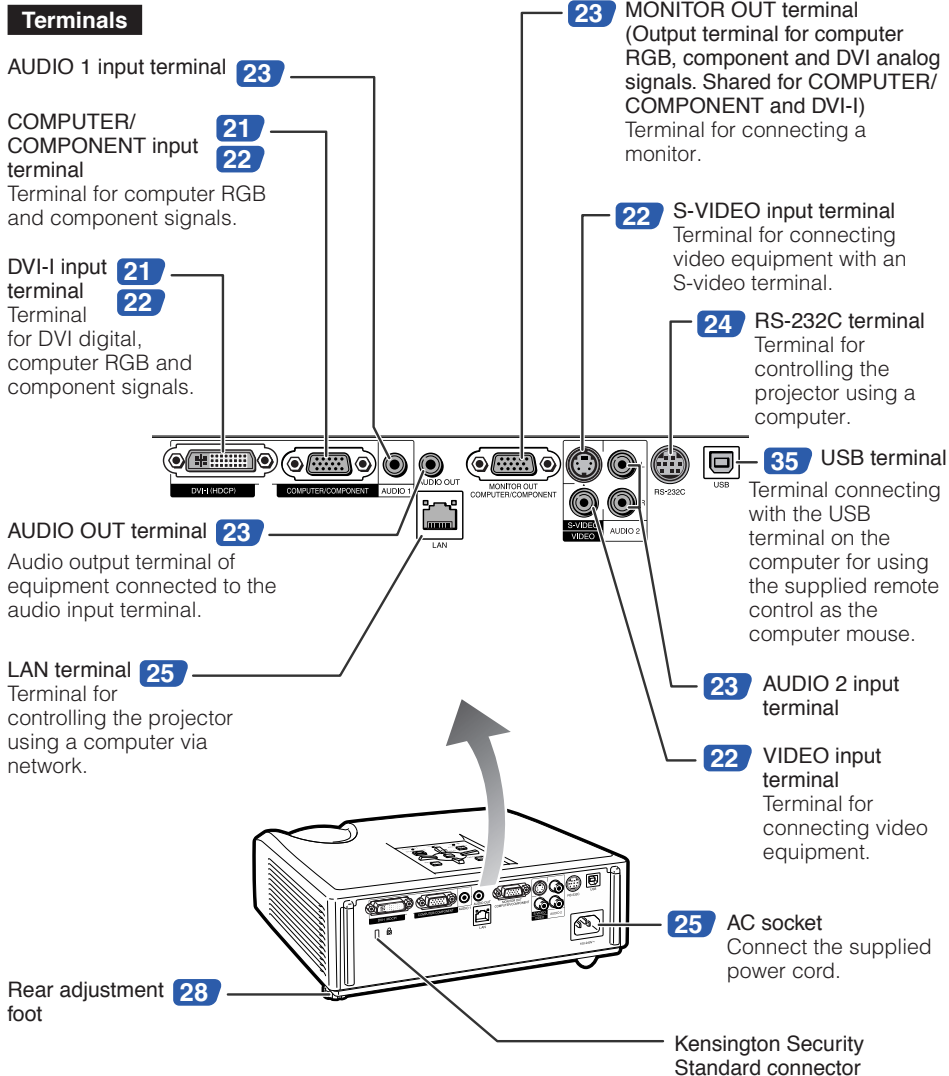 Terminals
AUDIO 1 input terminal 23
COMPUTER/ 21
COMPONENT input 22
terminal
Terminal for computer RGB
and component signals.
DVI-I input 21
terminal 22
Terminal
for DVI digital,
computer RGB and
component signals.
23 MONITOR OUT terminal
(Output terminal for computer
RGB, component and DVI analog
signals. Shared for COMPUTER/
COMPONENT and DVI-I)
Terminal for connecting a
monitor.
22 S-VIDEO input terminal
Terminal for connecting
video equipment with an
S-video terminal.
24 RS-232C terminal
Terminal for
controlling the
projector using a
computer.
DVI-I (HDCP)
COMPUTER/COMPONENT
AUDIO 1
AUDIO OUT
LAN
MONITOR OUT
COMPUTER/COMPONENT
S-VIDEO
VIDEO
L
R
AUDIO 2
RS-232C
USB
35 USB terminal
Terminal connecting
with the USB
terminal on the
computer for using
the supplied remote
control as the
computer mouse.
AUDIO OUT terminal 23
Audio output terminal of
equipment connected to the
audio input terminal.
LAN terminal 25
Terminal for
controlling the projector
using a computer via
network.
23 AUDIO 2 input
terminal
22 VIDEO input
terminal
Terminal for
connecting video
equipment.
25 AC socket
Connect the supplied
power cord.
Rear adjustment 28
foot
Kensington Security
Standard connector